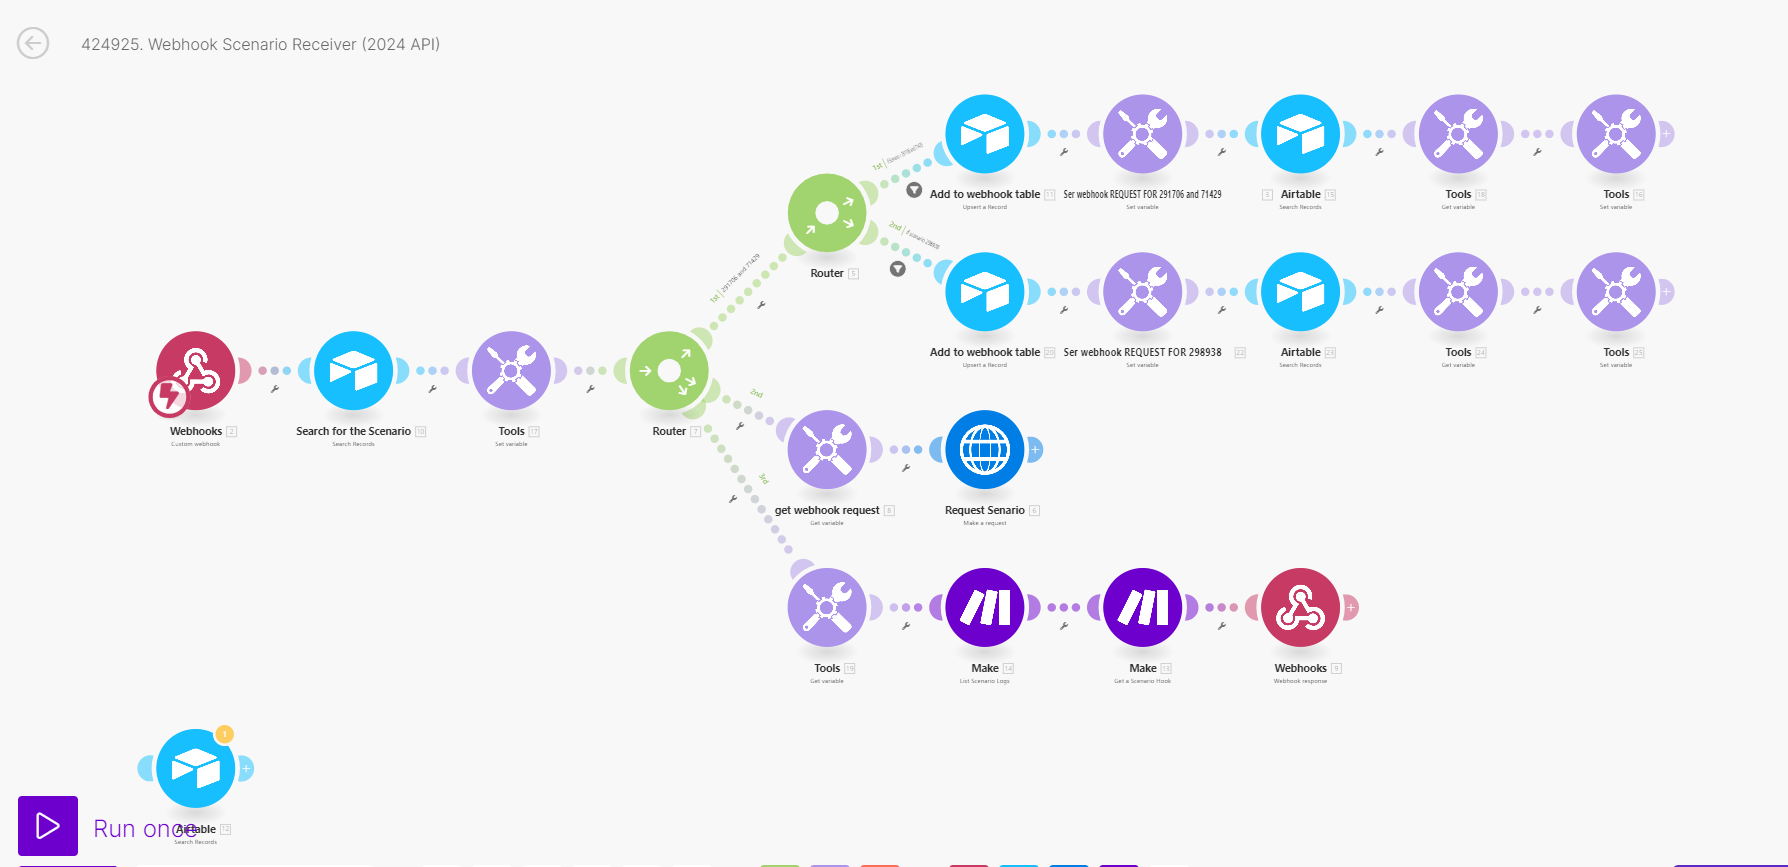 424925. Webhook Scenario Receiver (2024 API)
Add to webhook table 11
Upsert a Record
Ser webhook REQUEST FOR 291706 and 71429 3
Set variable
Airtable 15
Search Records
Tools 18
Get variable
Tools 16
Set variable
1st
2nd
Router 5
1st | 291706 and 71429
Add to webhook table 20
Upsert a Record
Ser webhook REQUEST FOR 298938 22
Set variable
Airtable 23
Search Records
Tools 24
Get variable
Tools 25
Set variable
Webhooks 2
Custom webhook
Search for the Scenario 10
Search Records
Tools 17
Set variable
Router 7
2nd
3rd
get webhook request 8
Get variable
Request Senario 6
Make a request
Tools 19
Get variable
Make 14
List Scenario Logs
Make 13
Get a Scenario Hook
Webhooks 9
Webhook response
1
Airtable 12
Search Records
Run once